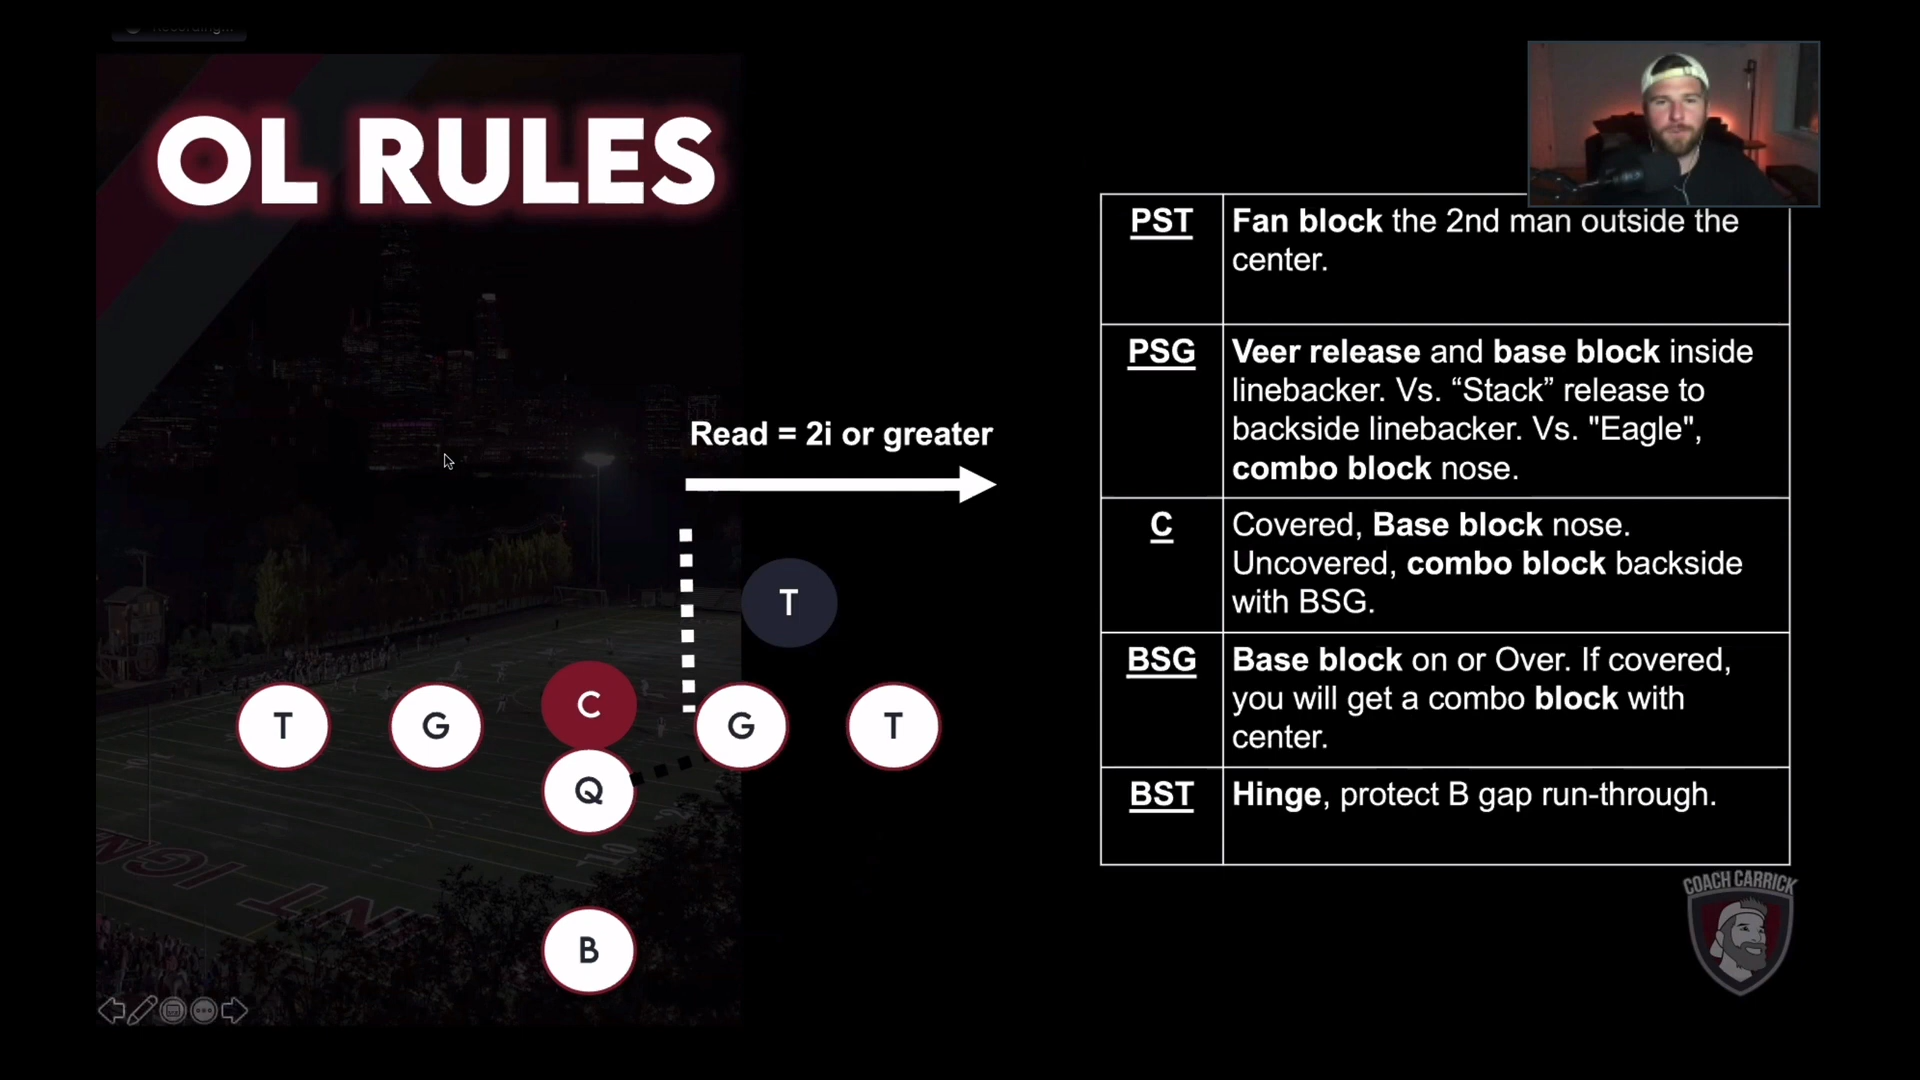 Recording...
OL RULES
Read = 2i or greater
T
T
G
C
G
T
Q
B
PST
Fan block the 2nd man outside the
center.
PSG
Veer release and base block inside
linebacker. Vs. “Stack” release to
backside linebacker. Vs. "Eagle",
combo block nose.
C
Covered, Base block nose.
Uncovered, combo block backside
with BSG.
BSG
Base block on or Over. If covered,
you will get a combo block with
center.
BST
Hinge, protect B gap run-through.
COACH CARRICK